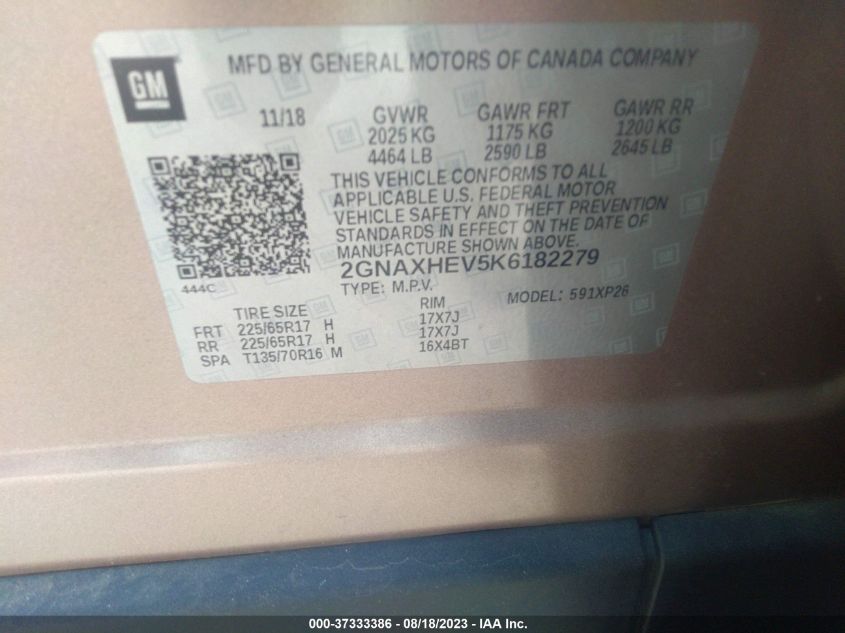 GM
MFD BY GENERAL MOTORS OF CANADA COMPANY
11/18
GVWR
2025 KG
4464 LB
GAWR FRT
1175 KG
2590 LB
GAWR RR
1200 KG
2645 LB
THIS VEHICLE CONFORMS TO ALL
APPLICABLE U.S. FEDERAL MOTOR
VEHICLE SAFETY AND THEFT PREVENTION
STANDARDS IN EFFECT ON THE DATE OF
MANUFACTURE SHOWN ABOVE.
444C
2GNAXHEV5K6182279
TYPE: M.P.V.
MODEL: 591XP26
TIRE SIZE RIM
FRT 225/65R17 H 17X7J
RR 225/65R17 H 17X7J
SPA T135/70R16 M 16X4BT
000-37333386 - 08/18/2023 - IAA Inc.